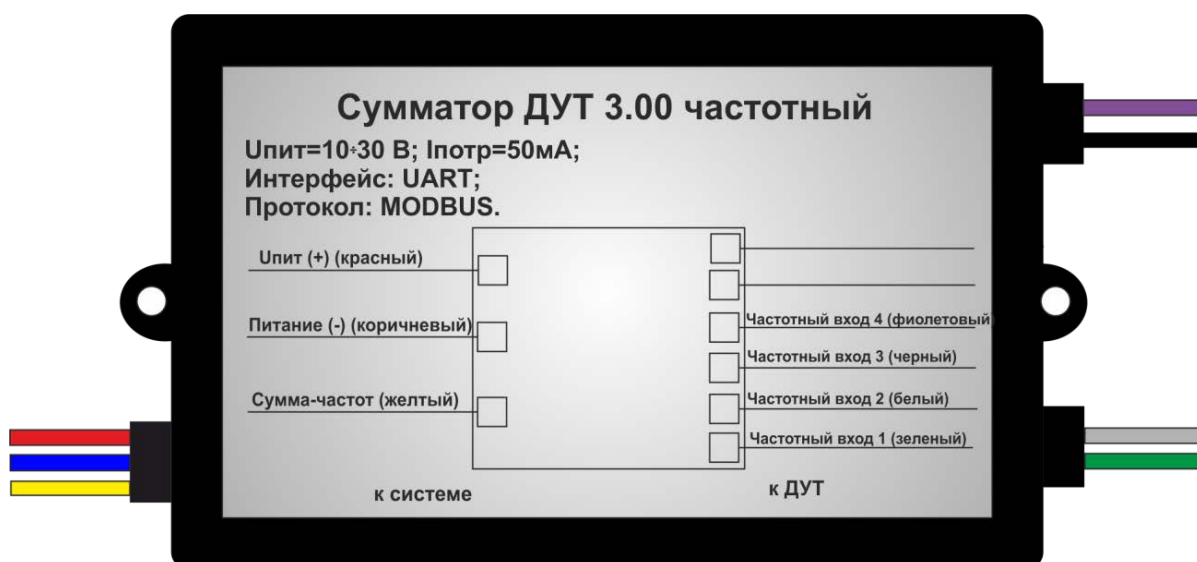 Сумматор ДУТ 3.00 частотный
Uпит=10÷30 В; Iпотр=50мА;
Интерфейс: UART;
Протокол: MODBUS.
Uпит (+) (красный)
Питание (-) (коричневый)
Сумма-частот (желтый)
к системе
Частотный вход 4 (фиолетовый)
Частотный вход 3 (черный)
Частотный вход 2 (белый)
Частотный вход 1 (зеленый)
к ДУТ